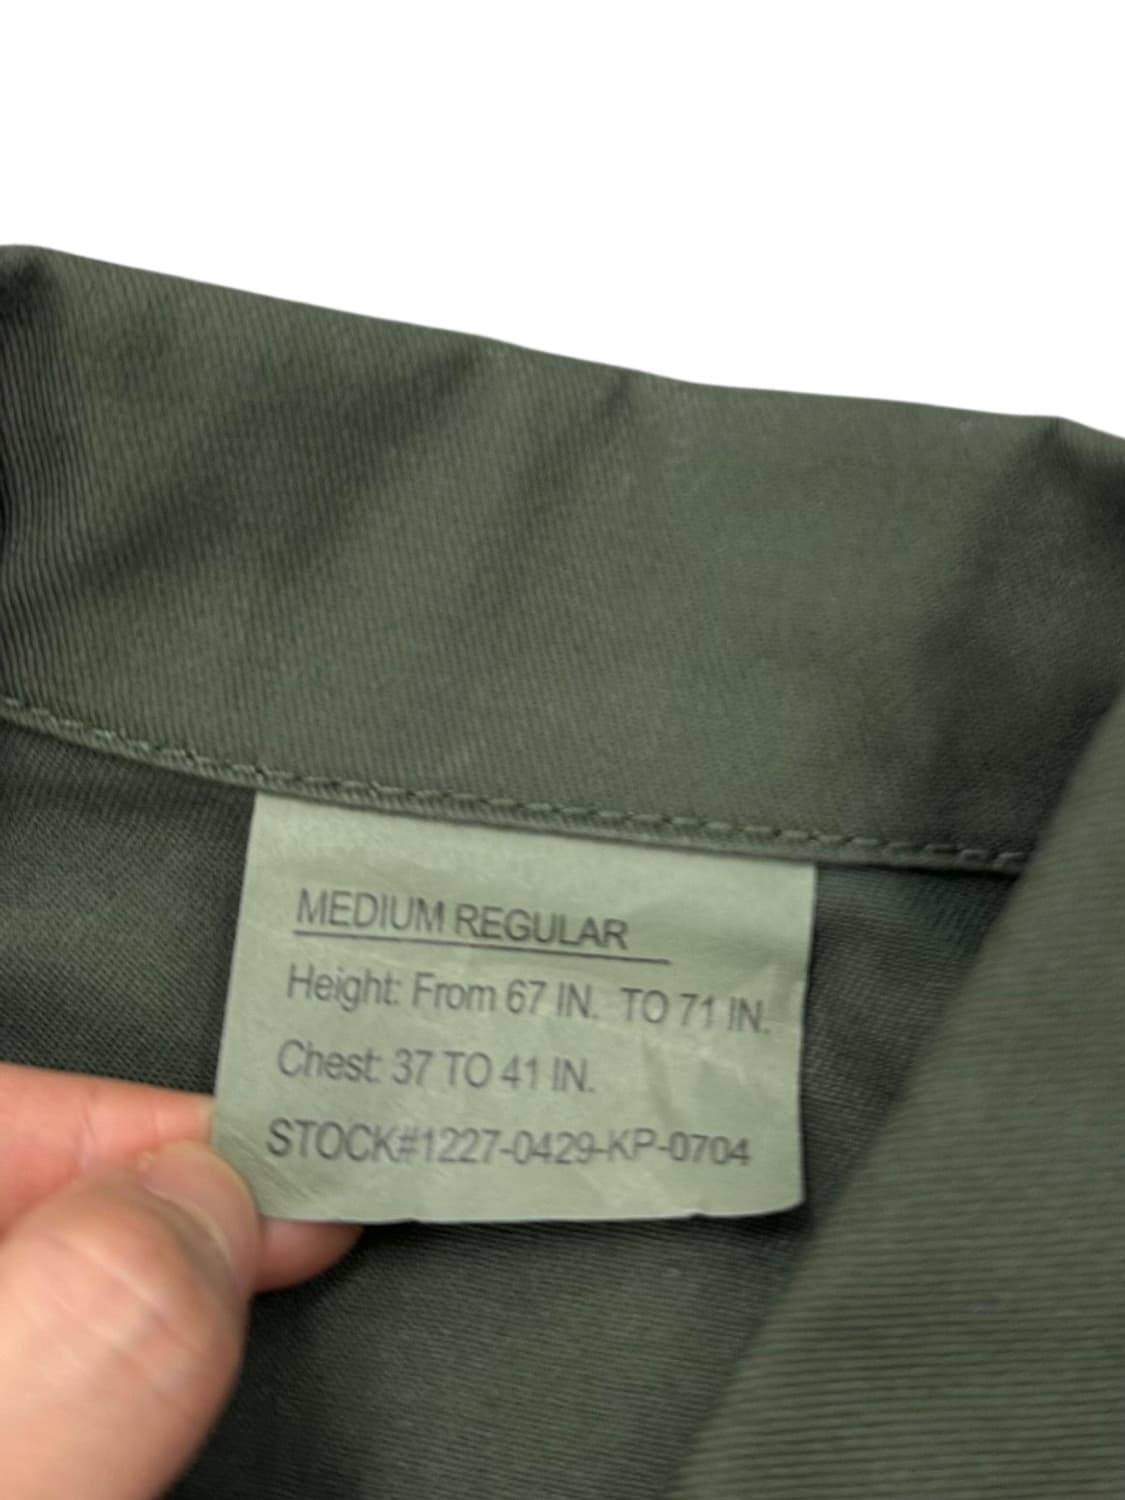 MEDIUM REGULAR
Height: From 67 IN. TO 71 IN.
Chest: 37 TO 41 IN.
STOCK#1227-0429-KP-0704